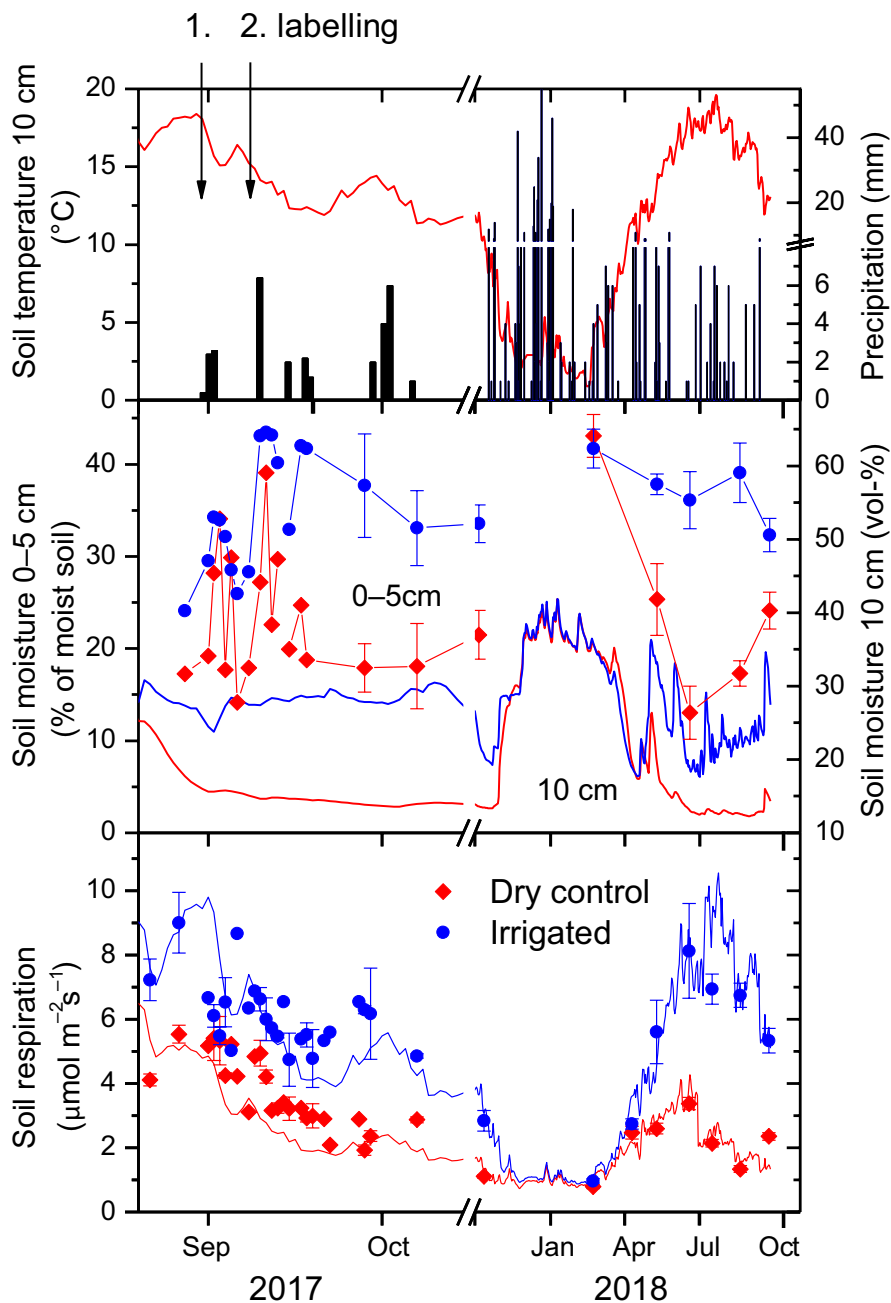 1. 2. labelling
Soil temperature 10 cm
(°C)
20
15
10
5
0
Precipitation (mm)
40
20
6
4
2
0
Soil moisture 0–5 cm
(% of moist soil)
40
30
20
10
0
0–5cm
10 cm
Soil moisture 10 cm (vol-%)
60
50
40
30
20
10
Soil respiration
(µmol m⁻²s⁻¹)
10
8
6
4
2
0
Dry control
Irrigated
Sep Oct Jan Apr Jul Oct
2017 2018